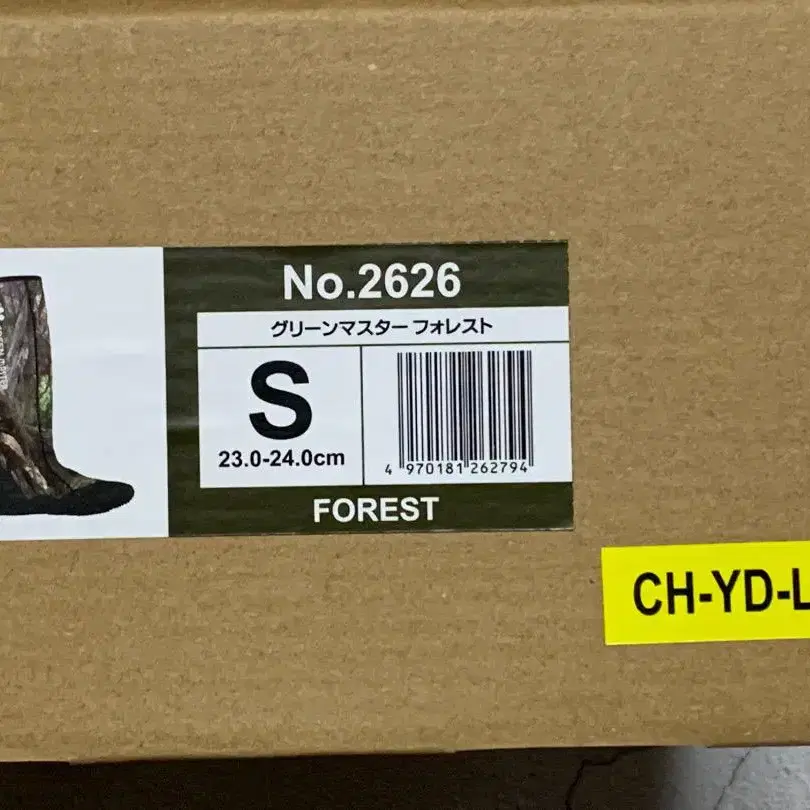 No.2626
グリーンマスター フォレスト
S
23.0-24.0cm
4 970181 262794
FOREST
CH-YD-L